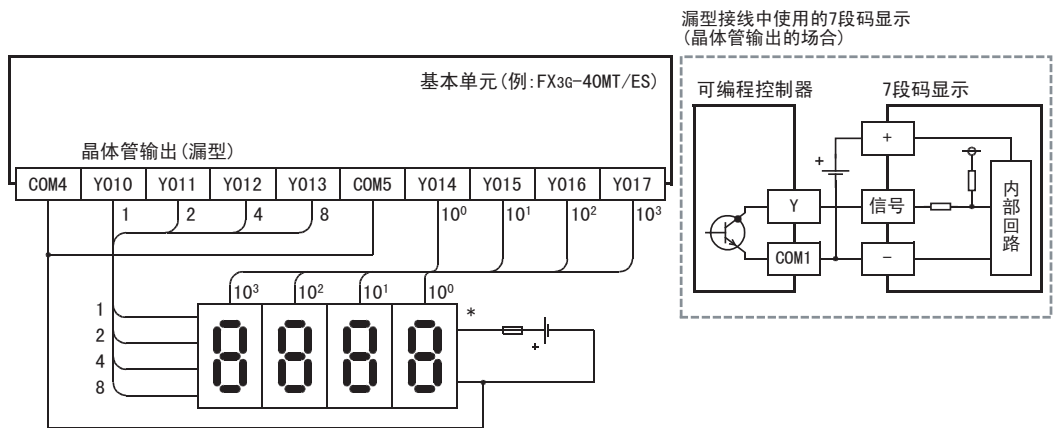 漏型接线中使用的7段码显示
(晶体管输出的场合)
基本单元(例:FX3G-40MT/ES)
晶体管输出(漏型)
COM4 Y010 Y011 Y012 Y013 COM5 Y014 Y015 Y016 Y017
1 2 4 8 10⁰ 10¹ 10² 10³
10³ 10² 10¹ 10⁰
1
2
4
8
*
+
可编程控制器 7段码显示
+
+
Y 信号
COM1 -
内部回路